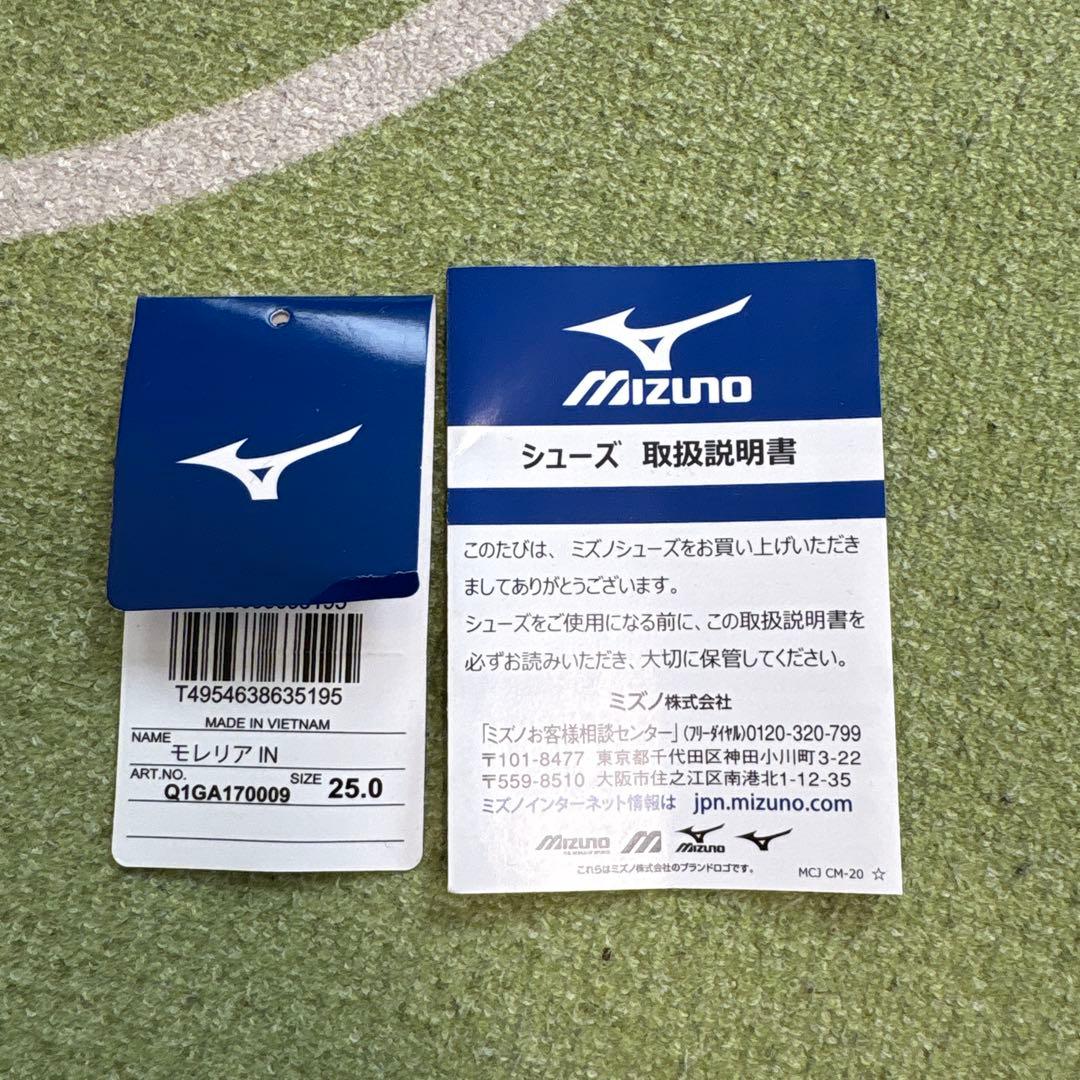 T4954638635195
MADE IN VIETNAM
NAME モレリア IN
ART.NO. Q1GA170009 SIZE 25.0
MIZUNO
シューズ 取扱説明書
このたびは、ミズノシューズをお買い上げいただき
ましてありがとうございます。
シューズをご使用になる前に、この取扱説明書を
必ずお読みいただき、大切に保管してください。
ミズノ株式会社
「ミズノお客様相談センター」(フリーダイヤル)0120-320-799
〒101-8477 東京都千代田区神田小川町3-22
〒559-8510 大阪市住之江区南港北1-12-35
ミズノインターネット情報は jpn.mizuno.com
MIZUNO MIZUNO
これらはミズノ株式会社のブランドロゴです。 MCJ CM-20 ☆